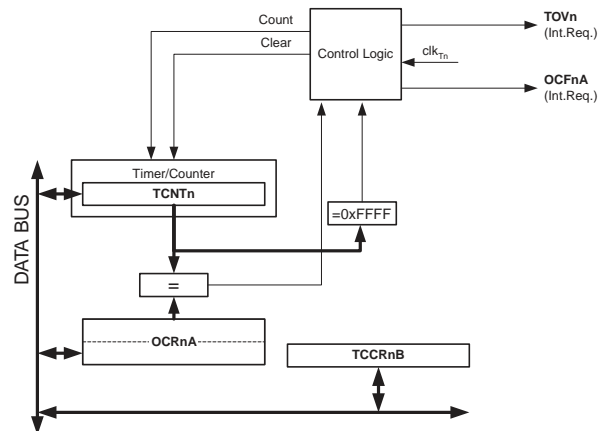 Count
Clear
Control Logic
clkTn
TOVn
(Int.Req.)
OCFnA
(Int.Req.)
Timer/Counter
TCNTn
=0xFFFF
=
OCRnA
TCCRnB
DATA BUS